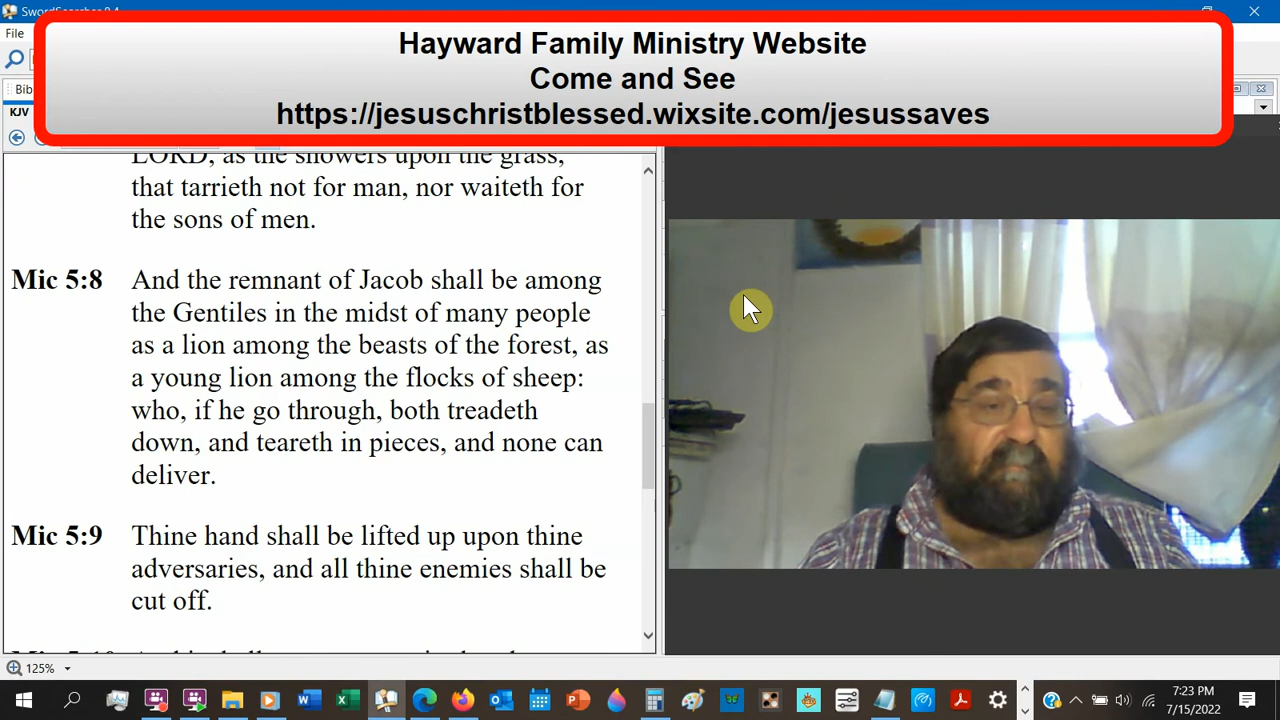 SwordSearcher
Hayward Family Ministry Website
Come and See
https://jesuschristblessed.wixsite.com/jesussaves
File
Bib
KJV
LORD, as the showers upon the grass,
that tarrieth not for man, nor waiteth for
the sons of men.
Mic 5:8 And the remnant of Jacob shall be among
the Gentiles in the midst of many people
as a lion among the beasts of the forest, as
a young lion among the flocks of sheep:
who, if he go through, both treadeth
down, and teareth in pieces, and none can
deliver.
Mic 5:9 Thine hand shall be lifted up upon thine
adversaries, and all thine enemies shall be
cut off.
125%
7:23 PM
7/15/2022